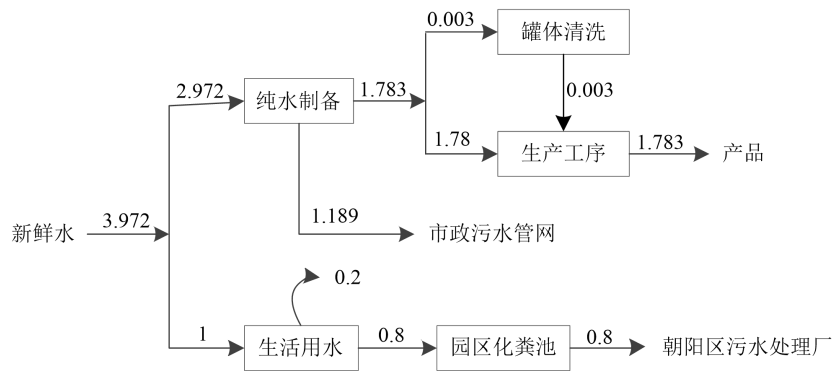 0.003
罐体清洗
2.972
纯水制备
1.783
0.003
1.78
生产工序
1.783
产品
新鲜水
3.972
1.189
市政污水管网
0.2
1
生活用水
0.8
园区化粪池
0.8
朝阳区污水处理厂